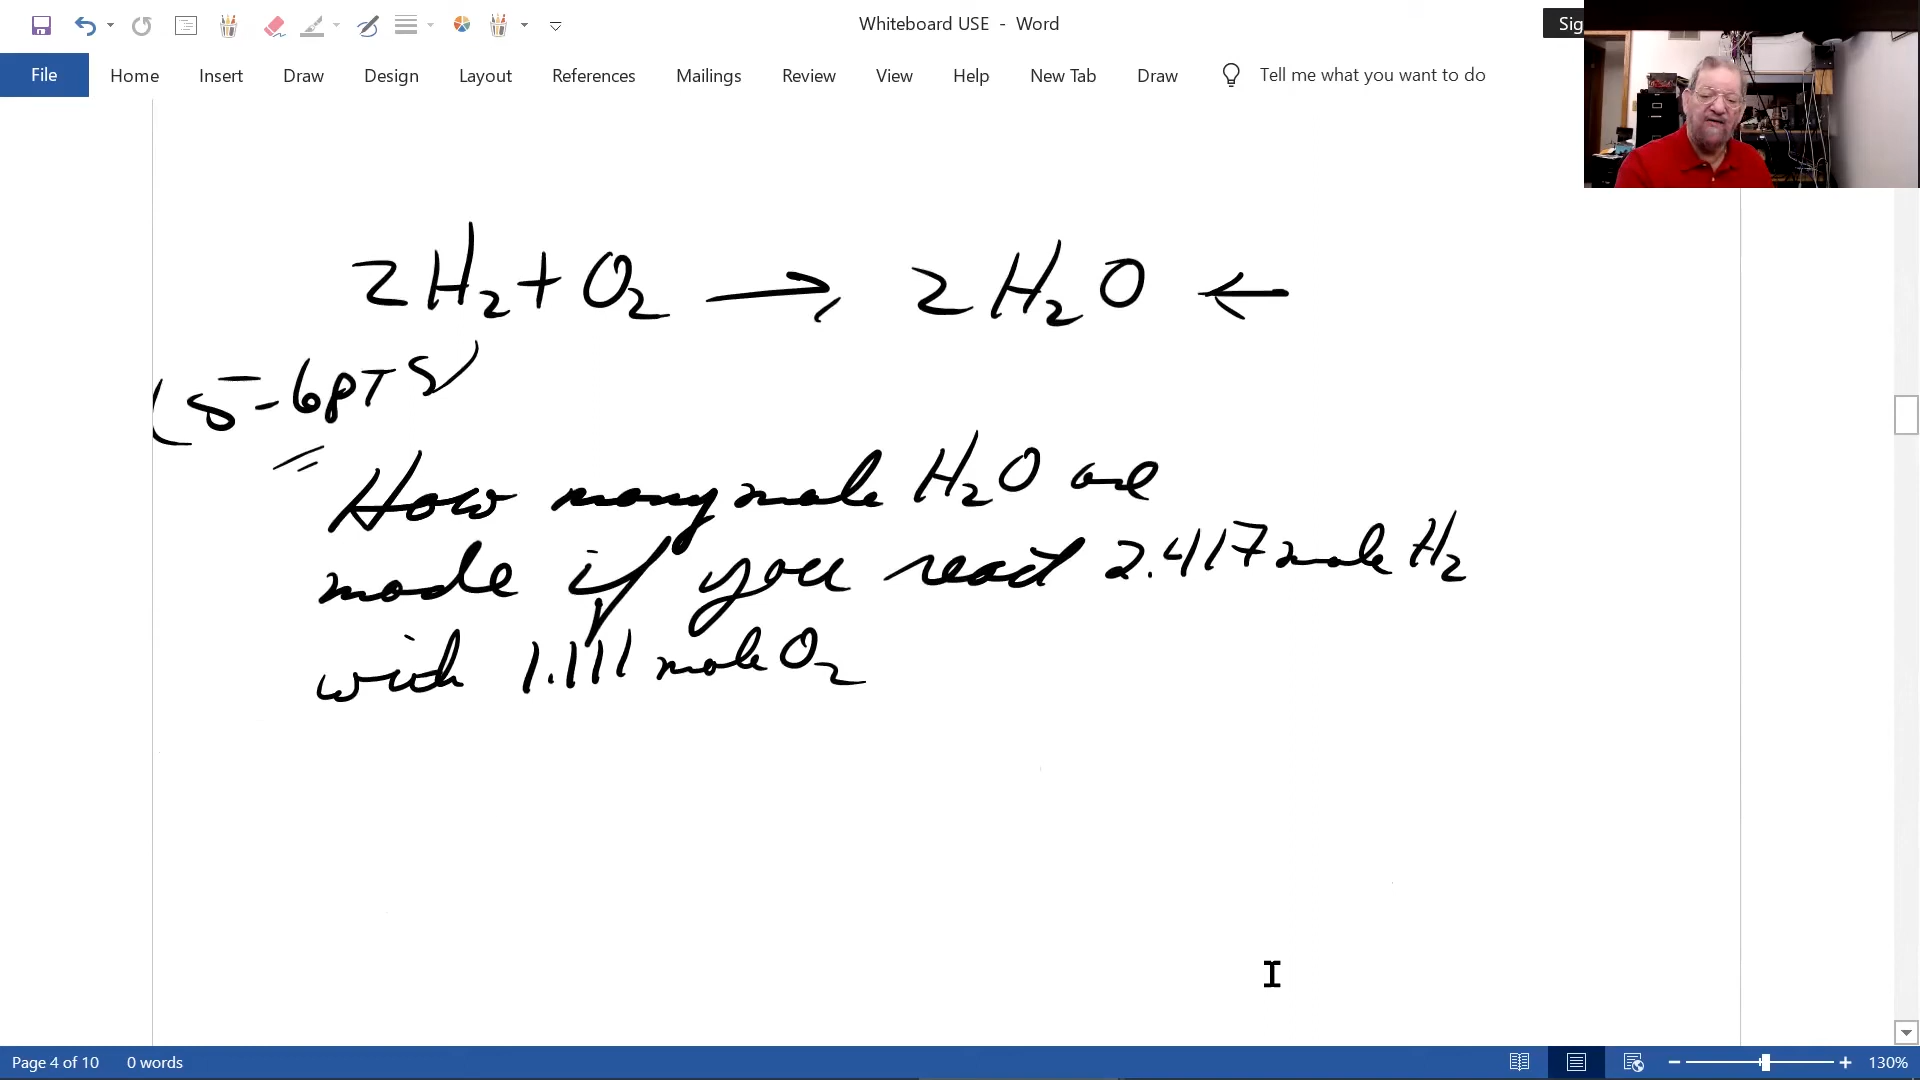 Whiteboard USE - Word
Sig
File Home Insert Draw Design Layout References Mailings Review View Help New Tab Draw Tell me what you want to do
2H₂ + O₂ → 2H₂O ←
(5-6pTS)
How many mole H₂O are
made if you react 2.417 mole H₂
with 1.111 mole O₂
Page 4 of 10 0 words 130%